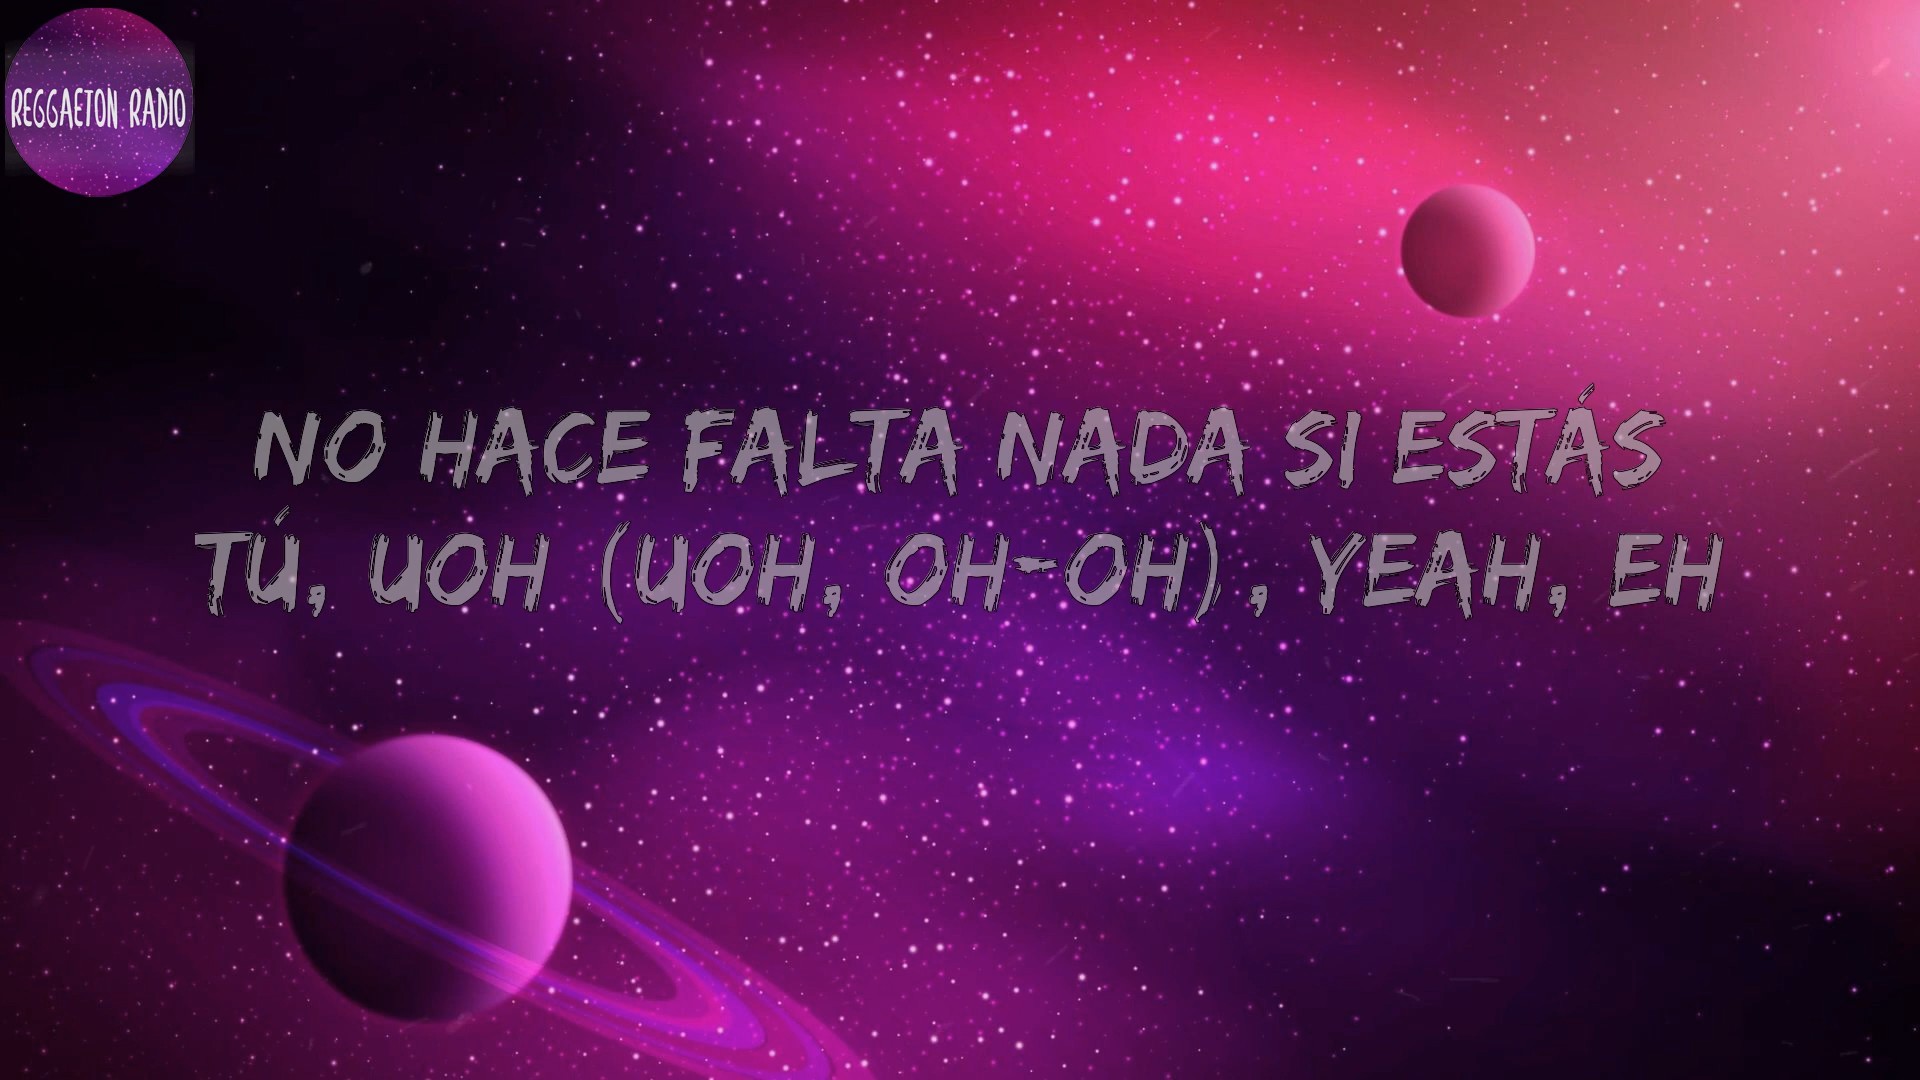 REGGAETON RADIO
NO HACE FALTA NADA SI ESTÁS
TÚ, UOH (UOH, OH-OH), YEAH, EH